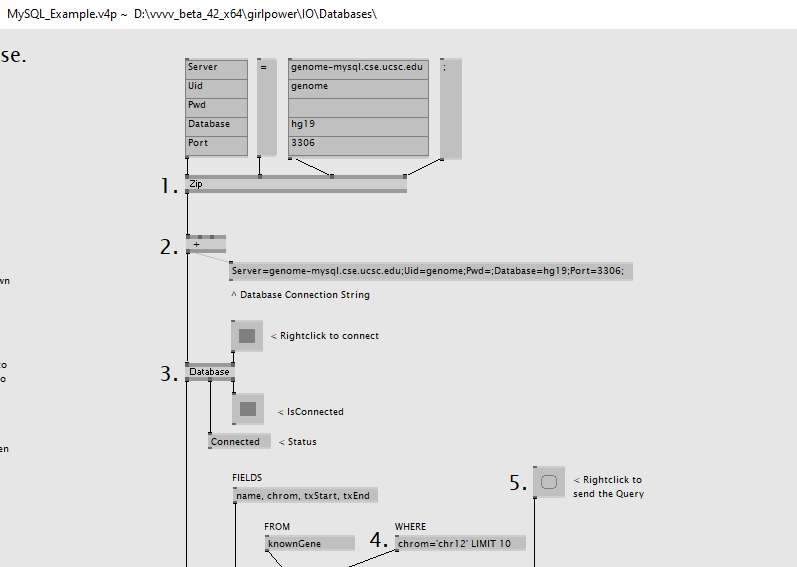 MySQL_Example.v4p ~ D:\vvvv_beta_42_x64\girlpower\IO\Databases\
se.
Server = genome-mysql.cse.ucsc.edu ;
Uid genome
Pwd
Database hg19
Port 3306
1. Zip
2. +
Server=genome-mysql.cse.ucsc.edu;Uid=genome;Pwd=;Database=hg19;Port=3306;
wn
^ Database Connection String
< Rightclick to connect
to
3. Database
o
< IsConnected
Connected < Status
en
FIELDS
5. < Rightclick to
send the Query
name, chrom, txStart, txEnd
FROM
4. WHERE
knownGene
chrom='chr12' LIMIT 10